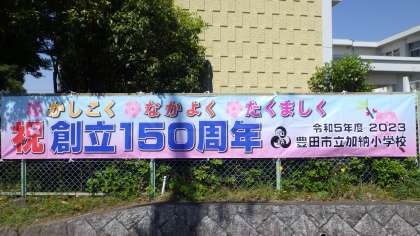 かしこく なかよく たくましく
祝 創立150周年
令和5年度 2023
豊田市立加納小学校